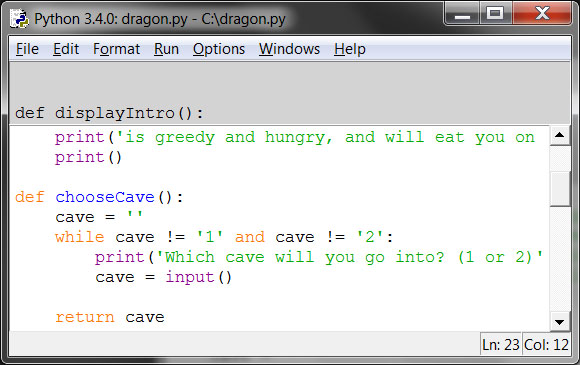 Python 3.4.0: dragon.py - C:\dragon.py
File Edit Format Run Options Windows Help
def displayIntro():
print('is greedy and hungry, and will eat you on
print()
def chooseCave():
cave = ''
while cave != '1' and cave != '2':
print('Which cave will you go into? (1 or 2)'
cave = input()
return cave
Ln: 23 Col: 12